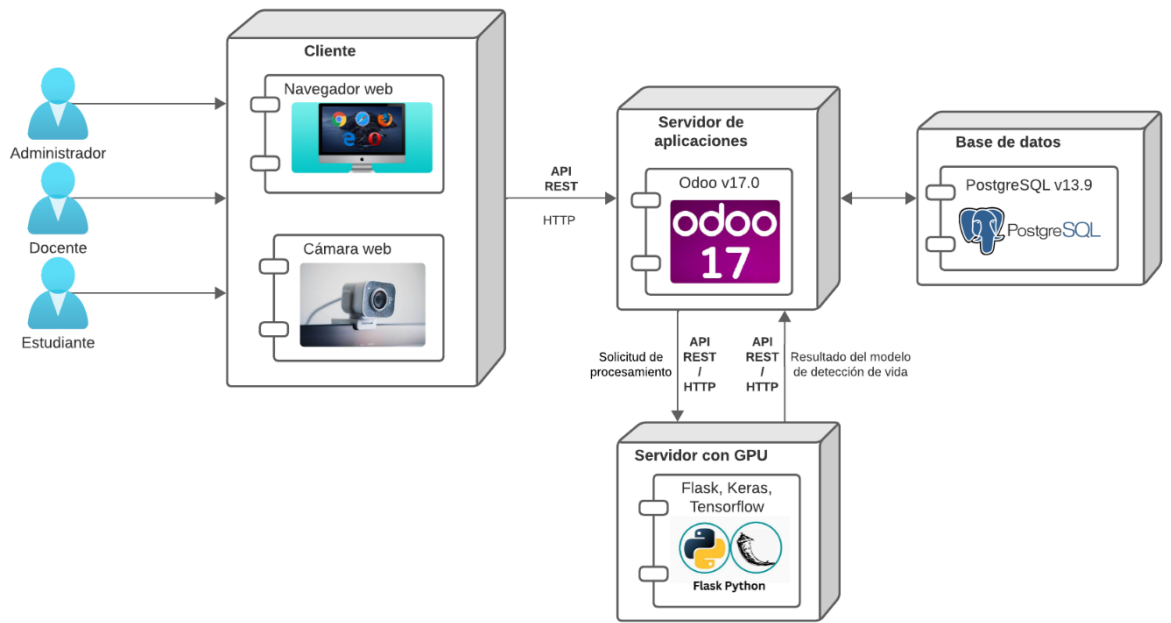 Administrador
Docente
Estudiante
Cliente
Navegador web
Cámara web
API
REST
HTTP
Servidor de
aplicaciones
Odoo v17.0
odoo
17
Base de datos
PostgreSQL v13.9
PostgreSQL
Solicitud de
procesamiento
API
REST
/
HTTP
API
REST
/
HTTP
Resultado del modelo
de detección de vida
Servidor con GPU
Flask, Keras,
Tensorflow
Flask Python